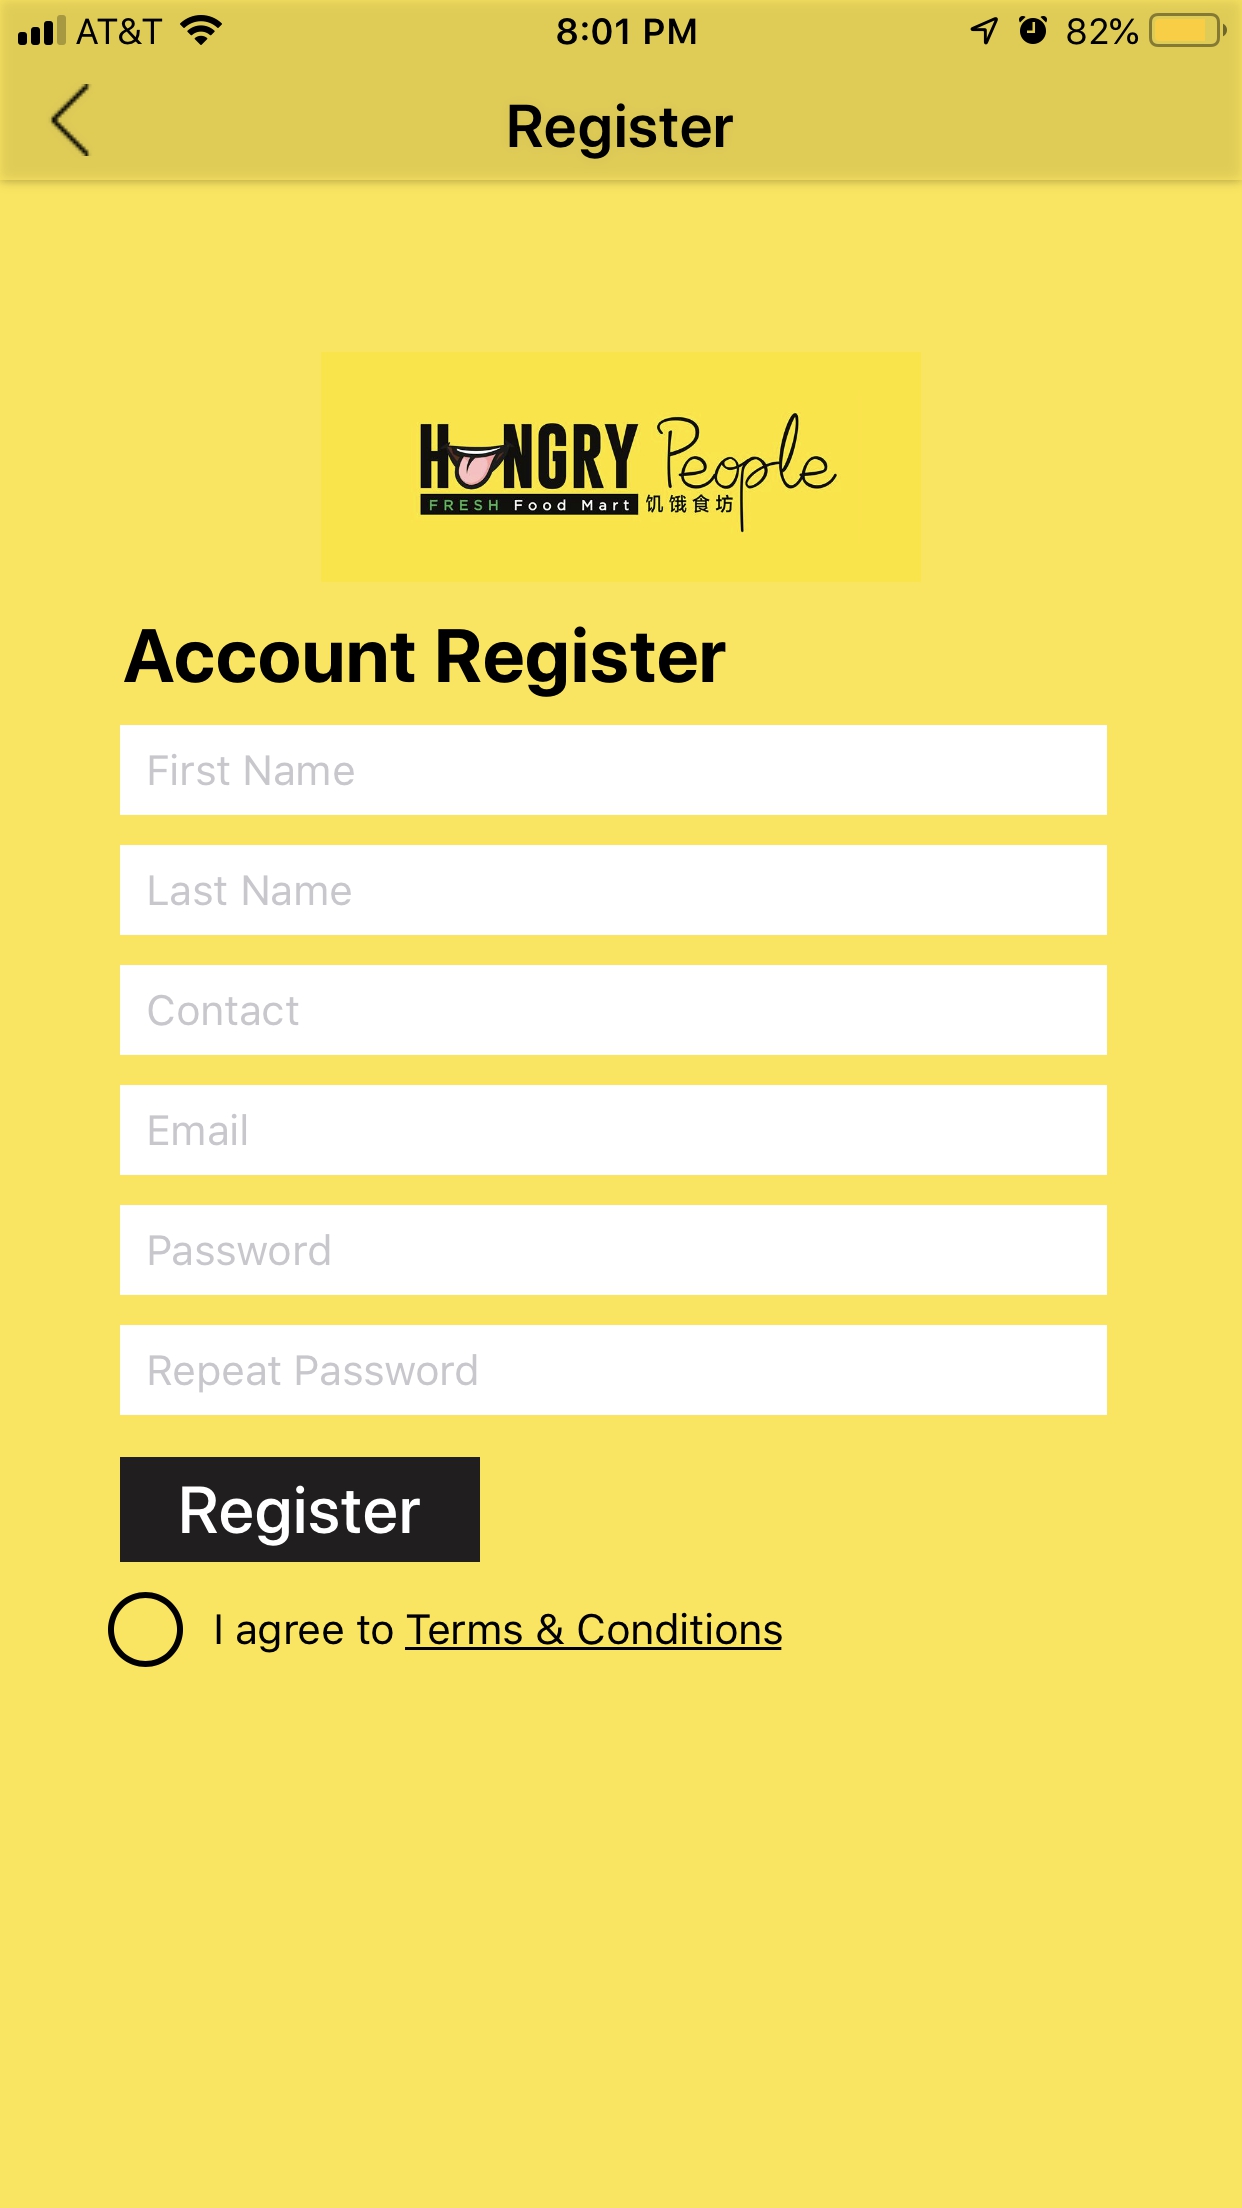 AT&T 8:01 PM 82%
Register
HUNGRY People
FRESH Food Mart 饥饿食坊
Account Register
First Name
Last Name
Contact
Email
Password
Repeat Password
Register
I agree to Terms & Conditions